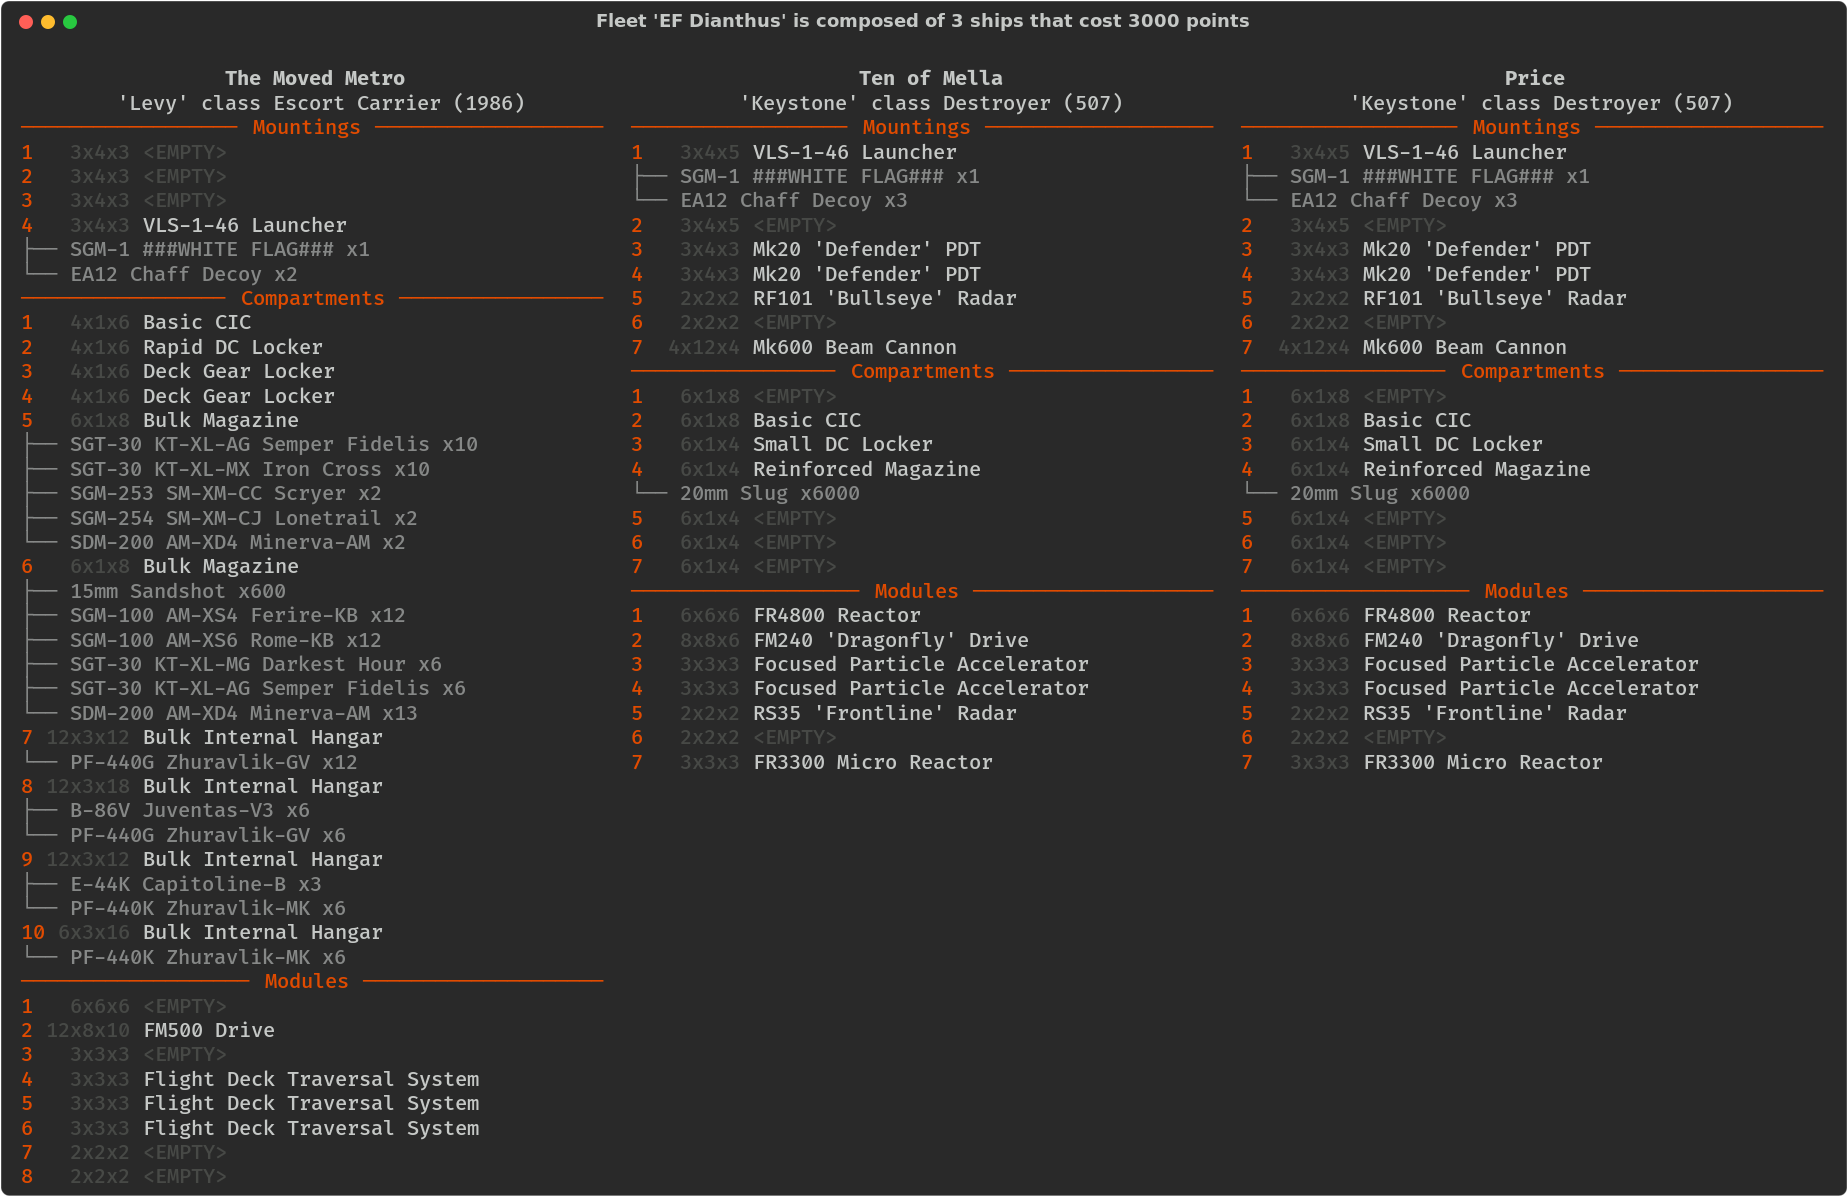 Fleet 'EF Dianthus' is composed of 3 ships that cost 3000 points
The Moved Metro
'Levy' class Escort Carrier (1986)
Mountings
1 3x4x3 <EMPTY>
2 3x4x3 <EMPTY>
3 3x4x3 <EMPTY>
4 3x4x3 VLS-1-46 Launcher
SGM-1 ###WHITE FLAG### x1
EA12 Chaff Decoy x2
Compartments
1 4x1x6 Basic CIC
2 4x1x6 Rapid DC Locker
3 4x1x6 Deck Gear Locker
4 4x1x6 Deck Gear Locker
5 6x1x8 Bulk Magazine
SGT-30 KT-XL-AG Semper Fidelis x10
SGT-30 KT-XL-MX Iron Cross x10
SGM-253 SM-XM-CC Scryer x2
SGM-254 SM-XM-CJ Lonetrail x2
SDM-200 AM-XD4 Minerva-AM x2
6 6x1x8 Bulk Magazine
15mm Sandshot x600
SGM-100 AM-XS4 Ferire-KB x12
SGM-100 AM-XS6 Rome-KB x12
SGT-30 KT-XL-MG Darkest Hour x6
SGT-30 KT-XL-AG Semper Fidelis x6
SDM-200 AM-XD4 Minerva-AM x13
7 12x3x12 Bulk Internal Hangar
PF-440G Zhuravlik-GV x12
8 12x3x18 Bulk Internal Hangar
B-86V Juventas-V3 x6
PF-440G Zhuravlik-GV x6
9 12x3x12 Bulk Internal Hangar
E-44K Capitoline-B x3
PF-440K Zhuravlik-MK x6
10 6x3x16 Bulk Internal Hangar
PF-440K Zhuravlik-MK x6
Modules
1 6x6x6 <EMPTY>
2 12x8x10 FM500 Drive
3 3x3x3 <EMPTY>
4 3x3x3 Flight Deck Traversal System
5 3x3x3 Flight Deck Traversal System
6 3x3x3 Flight Deck Traversal System
7 2x2x2 <EMPTY>
8 2x2x2 <EMPTY>
Ten of Mella
'Keystone' class Destroyer (507)
Mountings
1 3x4x5 VLS-1-46 Launcher
SGM-1 ###WHITE FLAG### x1
EA12 Chaff Decoy x3
2 3x4x5 <EMPTY>
3 3x4x3 Mk20 'Defender' PDT
4 3x4x3 Mk20 'Defender' PDT
5 2x2x2 RF101 'Bullseye' Radar
6 2x2x2 <EMPTY>
7 4x12x4 Mk600 Beam Cannon
Compartments
1 6x1x8 <EMPTY>
2 6x1x8 Basic CIC
3 6x1x4 Small DC Locker
4 6x1x4 Reinforced Magazine
20mm Slug x6000
5 6x1x4 <EMPTY>
6 6x1x4 <EMPTY>
7 6x1x4 <EMPTY>
Modules
1 6x6x6 FR4800 Reactor
2 8x8x6 FM240 'Dragonfly' Drive
3 3x3x3 Focused Particle Accelerator
4 3x3x3 Focused Particle Accelerator
5 2x2x2 RS35 'Frontline' Radar
6 2x2x2 <EMPTY>
7 3x3x3 FR3300 Micro Reactor
Price
'Keystone' class Destroyer (507)
Mountings
1 3x4x5 VLS-1-46 Launcher
SGM-1 ###WHITE FLAG### x1
EA12 Chaff Decoy x3
2 3x4x5 <EMPTY>
3 3x4x3 Mk20 'Defender' PDT
4 3x4x3 Mk20 'Defender' PDT
5 2x2x2 RF101 'Bullseye' Radar
6 2x2x2 <EMPTY>
7 4x12x4 Mk600 Beam Cannon
Compartments
1 6x1x8 <EMPTY>
2 6x1x8 Basic CIC
3 6x1x4 Small DC Locker
4 6x1x4 Reinforced Magazine
20mm Slug x6000
5 6x1x4 <EMPTY>
6 6x1x4 <EMPTY>
7 6x1x4 <EMPTY>
Modules
1 6x6x6 FR4800 Reactor
2 8x8x6 FM240 'Dragonfly' Drive
3 3x3x3 Focused Particle Accelerator
4 3x3x3 Focused Particle Accelerator
5 2x2x2 RS35 'Frontline' Radar
6 2x2x2 <EMPTY>
7 3x3x3 FR3300 Micro Reactor